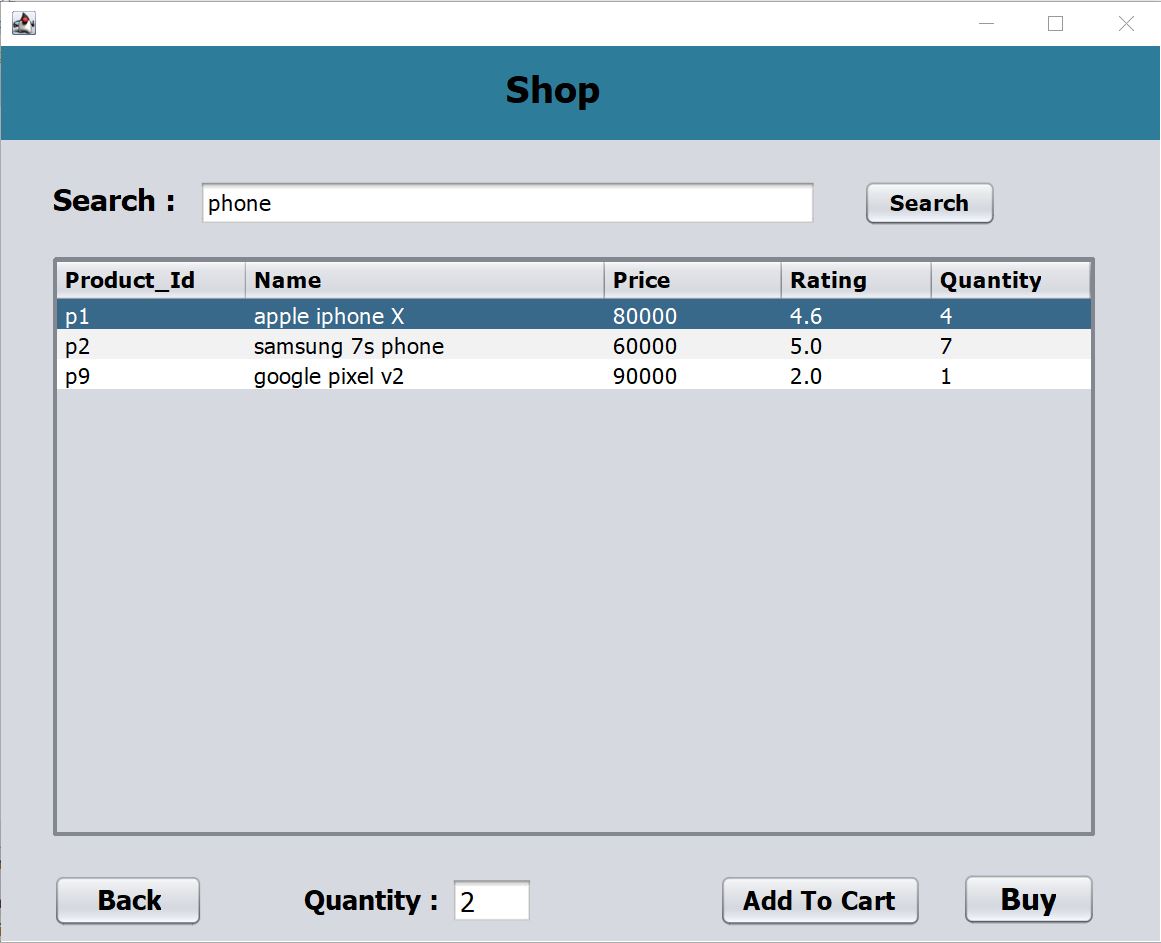 Shop
Search : phone Search
Product_Id Name Price Rating Quantity
p1 apple iphone X 80000 4.6 4
p2 samsung 7s phone 60000 5.0 7
p9 google pixel v2 90000 2.0 1
Back Quantity : 2 Add To Cart Buy